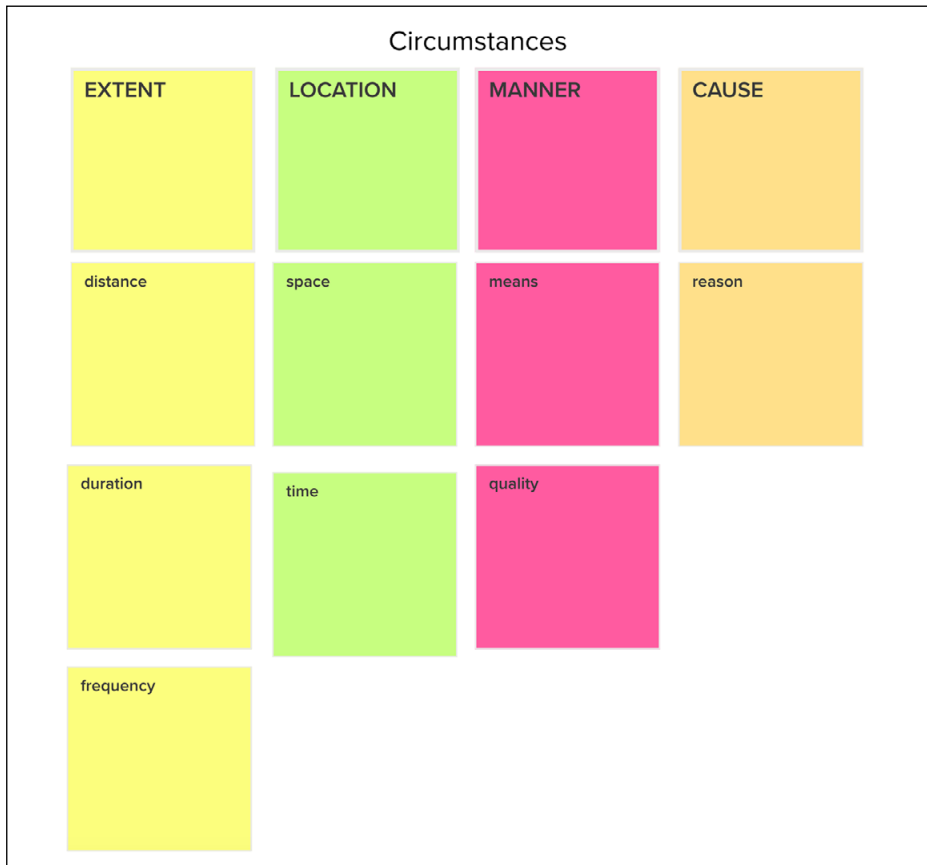 Circumstances
EXTENT
LOCATION
MANNER
CAUSE
distance
space
means
reason
duration
time
quality
frequency